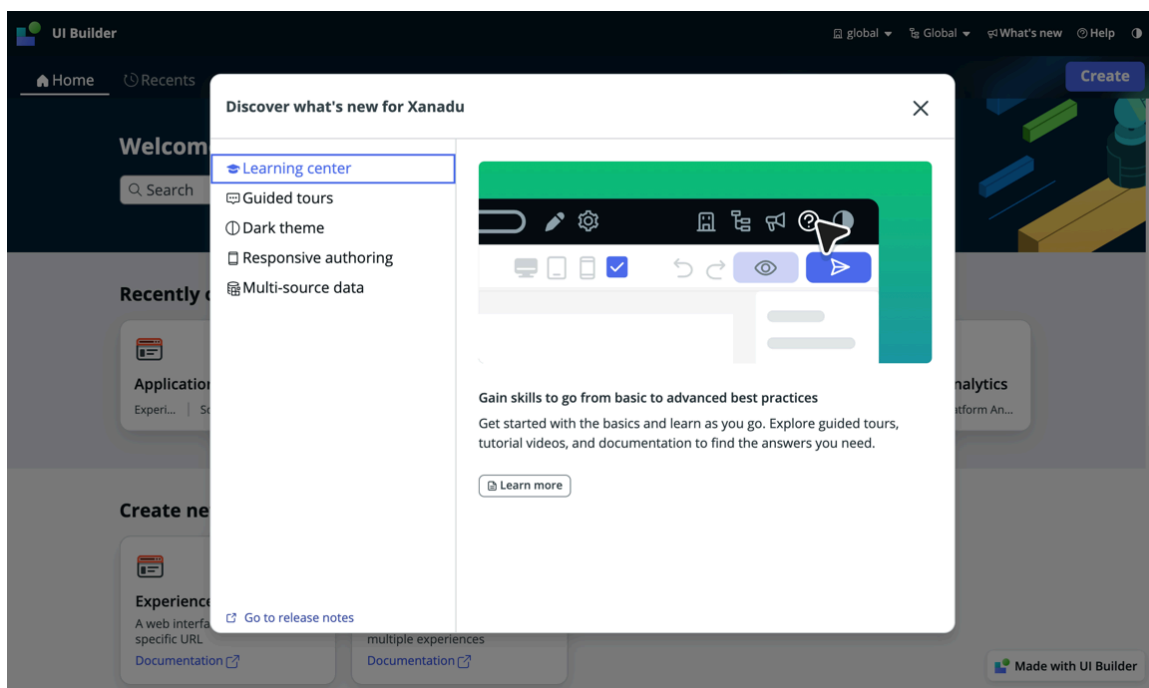 UI Builder
global
Global
What's new
Help
Home
Recents
Create
Welcom
Search
Discover what's new for Xanadu
Learning center
Guided tours
Dark theme
Responsive authoring
Multi-source data
Go to release notes
Gain skills to go from basic to advanced best practices
Get started with the basics and learn as you go. Explore guided tours,
tutorial videos, and documentation to find the answers you need.
Learn more
Recently
Application
Experi...
nalytics
tform An...
Create ne
Experience
A web interfa
specific URL
Documentation
multiple experiences
Documentation
Made with UI Builder